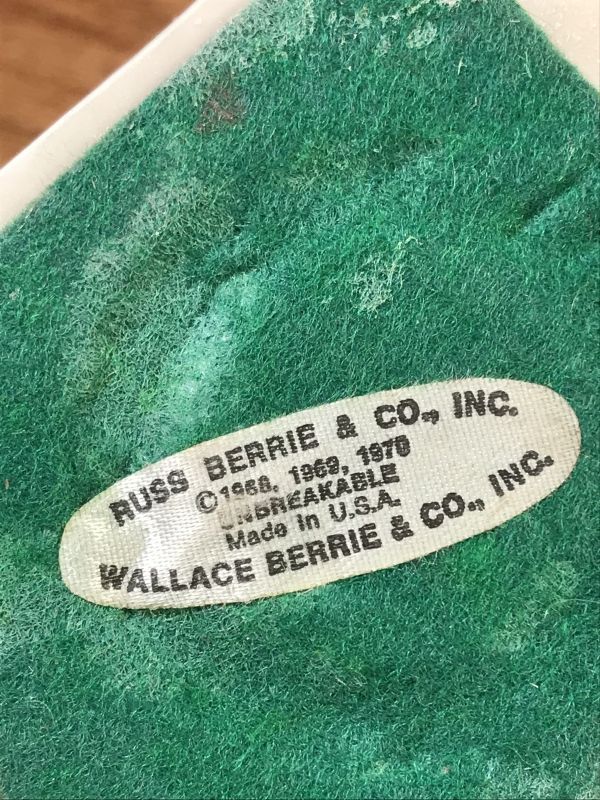 RUSS BERRIE & CO., INC.
©1968, 1969, 1970
UNBREAKABLE
Made in U.S.A.
WALLACE BERRIE & CO., INC.